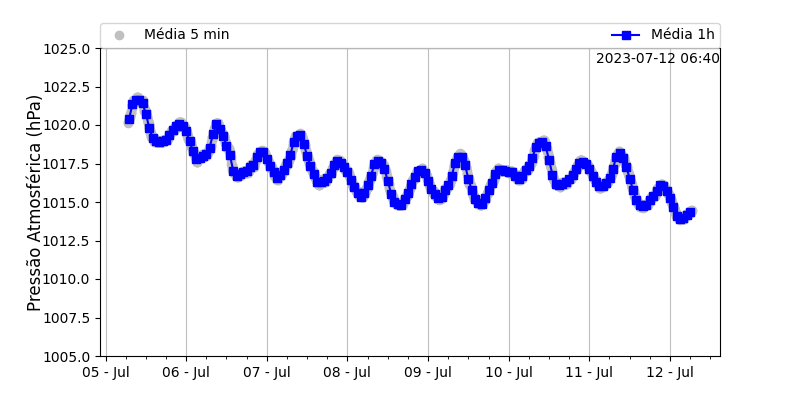 Média 5 min
Média 1h
2023-07-12 06:40
Pressão Atmosférica (hPa)
1025.0
1022.5
1020.0
1017.5
1015.0
1012.5
1010.0
1007.5
1005.0
05 - Jul
06 - Jul
07 - Jul
08 - Jul
09 - Jul
10 - Jul
11 - Jul
12 - Jul